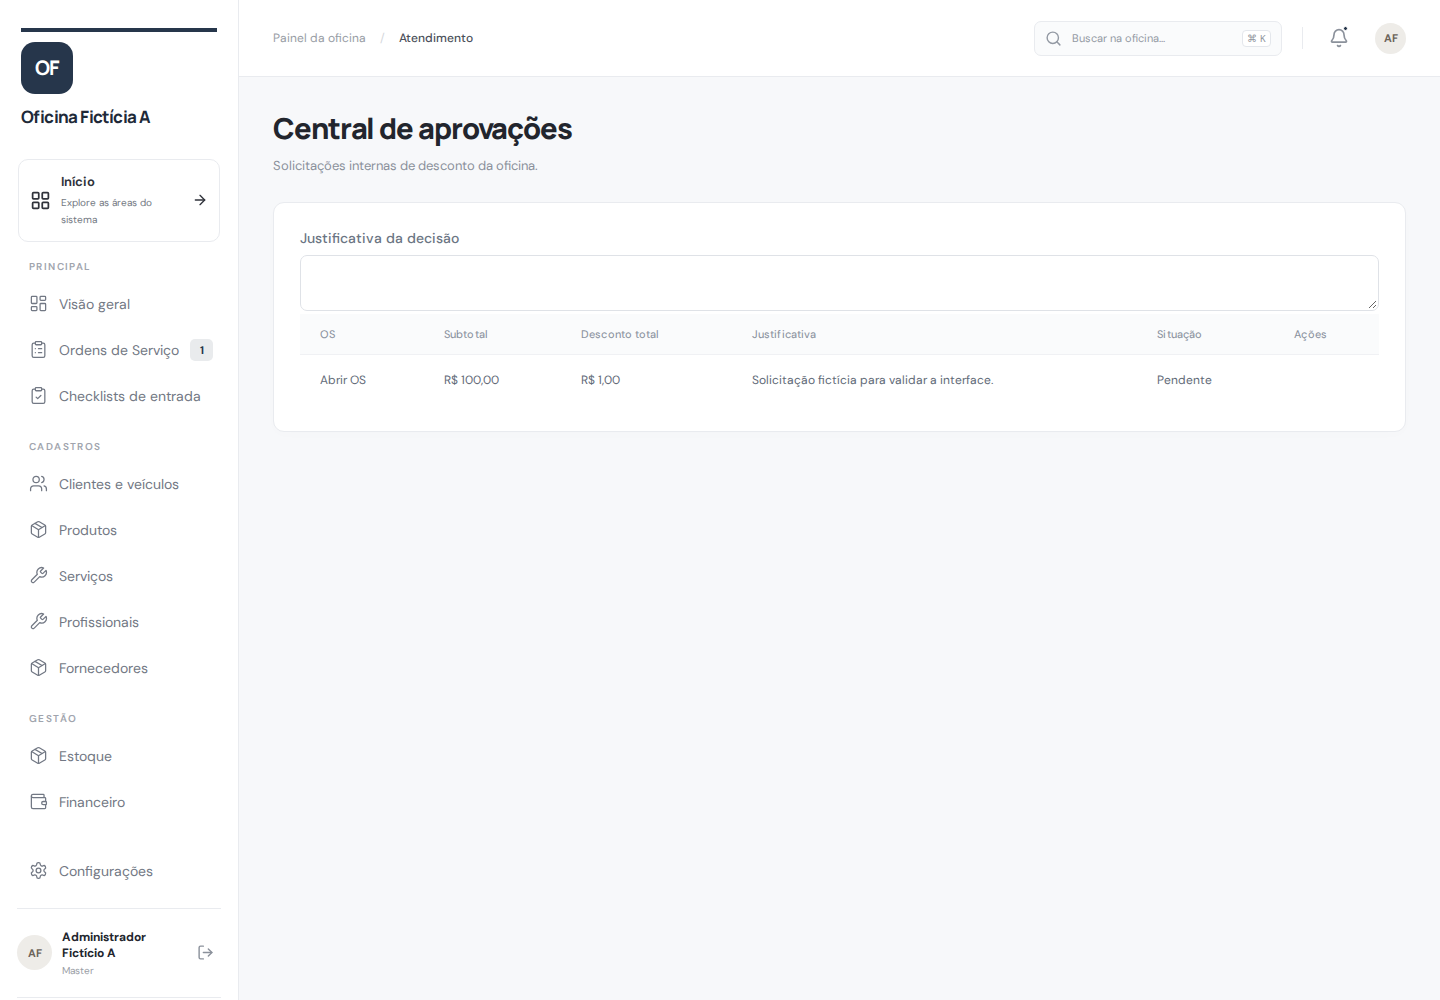 OF
Oficina Fictícia A
Início
Explore as áreas do
sistema
PRINCIPAL
Visão geral
Ordens de Serviço 1
Checklists de entrada
CADASTROS
Clientes e veículos
Produtos
Serviços
Profissionais
Fornecedores
GESTÃO
Estoque
Financeiro
Configurações
AF
Administrador
Fictício A
Master
Painel da oficina / Atendimento
Buscar na oficina... ⌘ K
AF
Central de aprovações
Solicitações internas de desconto da oficina.
Justificativa da decisão
OS Subtotal Desconto total Justificativa Situação Ações
Abrir OS R$ 100,00 R$ 1,00 Solicitação fictícia para validar a interface. Pendente